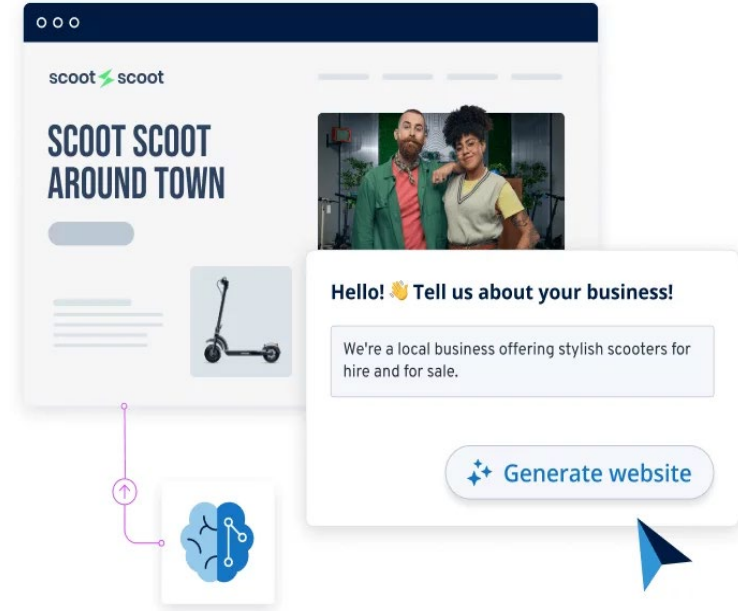 scoot scoot
SCOOT SCOOT
AROUND TOWN
Hello! 👋 Tell us about your business!
We're a local business offering stylish scooters for
hire and for sale.
Generate website